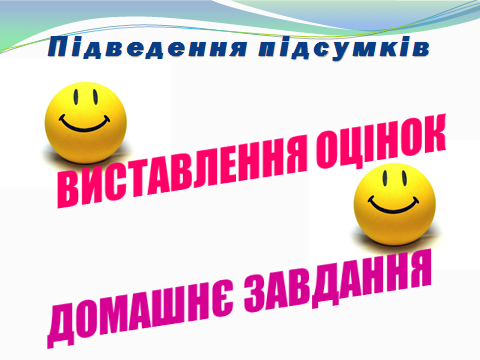 Підведення підсумків
ВИСТАВЛЕННЯ ОЦІНОК
ДОМАШНЄ ЗАВДАННЯ